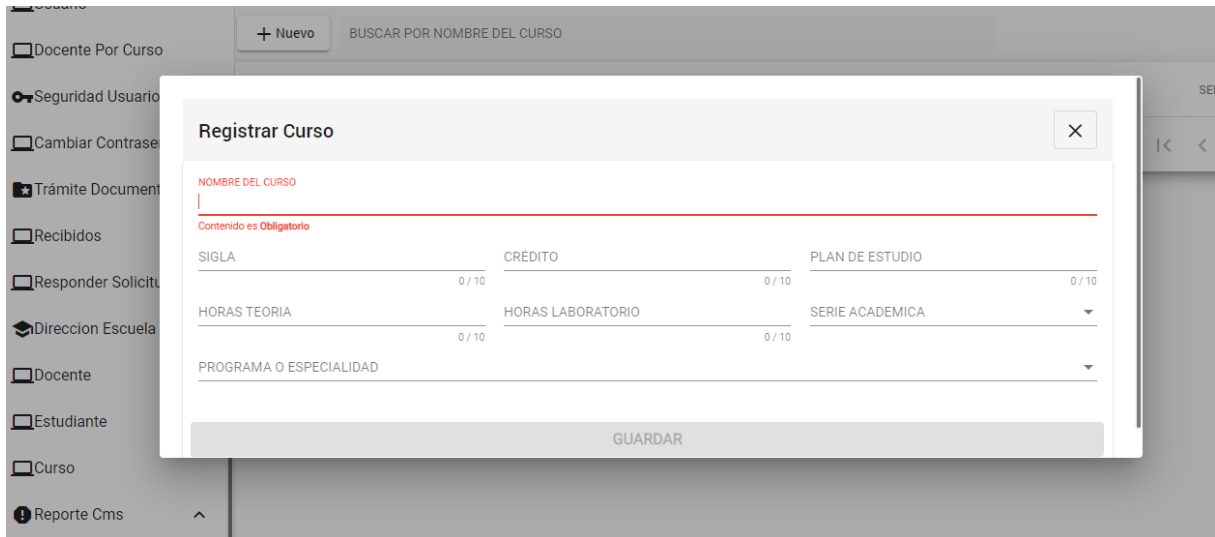 Usuario
Docente Por Curso
Seguridad Usuario
Cambiar Contrase
Trámite Document
Recibidos
Responder Solicitu
Direccion Escuela
Docente
Estudiante
Curso
Reporte Cms
+ Nuevo
BUSCAR POR NOMBRE DEL CURSO
SE
Registrar Curso
NOMBRE DEL CURSO
Contenido es Obligatorio
SIGLA CRÉDITO PLAN DE ESTUDIO
0 / 10 0 / 10 0 / 10
HORAS TEORIA HORAS LABORATORIO SERIE ACADEMICA
0 / 10 0 / 10
PROGRAMA O ESPECIALIDAD
GUARDAR